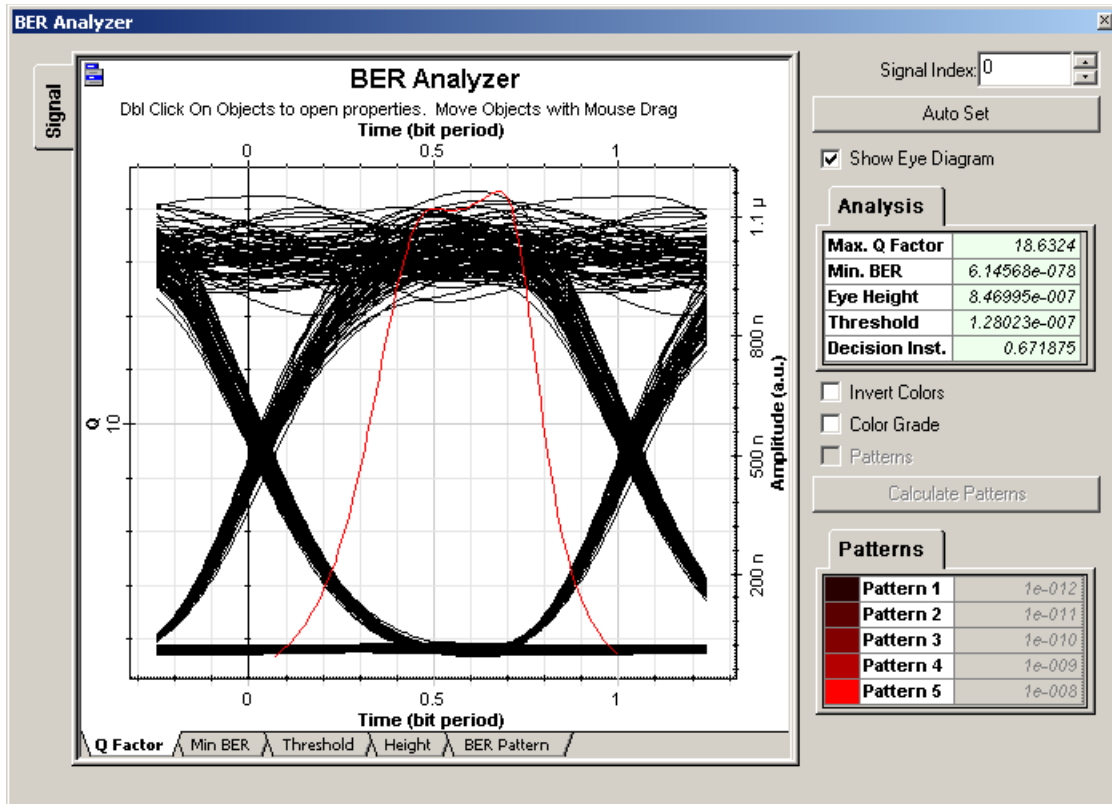 BER Analyzer
Signal
BER Analyzer
Dbl Click On Objects to open properties. Move Objects with Mouse Drag
Time (bit period)
0 0.5 1
Q
10
1.1 µ
800 n
500 n
200 n
Amplitude (a.u.)
0 0.5 1
Time (bit period)
Q Factor Min BER Threshold Height BER Pattern
Signal Index: 0
Auto Set
Show Eye Diagram
Analysis
Max. Q Factor 18.6324
Min. BER 6.14568e-078
Eye Height 8.46995e-007
Threshold 1.28023e-007
Decision Inst. 0.671875
Invert Colors
Color Grade
Patterns
Calculate Patterns
Patterns
Pattern 1 1e-012
Pattern 2 1e-011
Pattern 3 1e-010
Pattern 4 1e-009
Pattern 5 1e-008